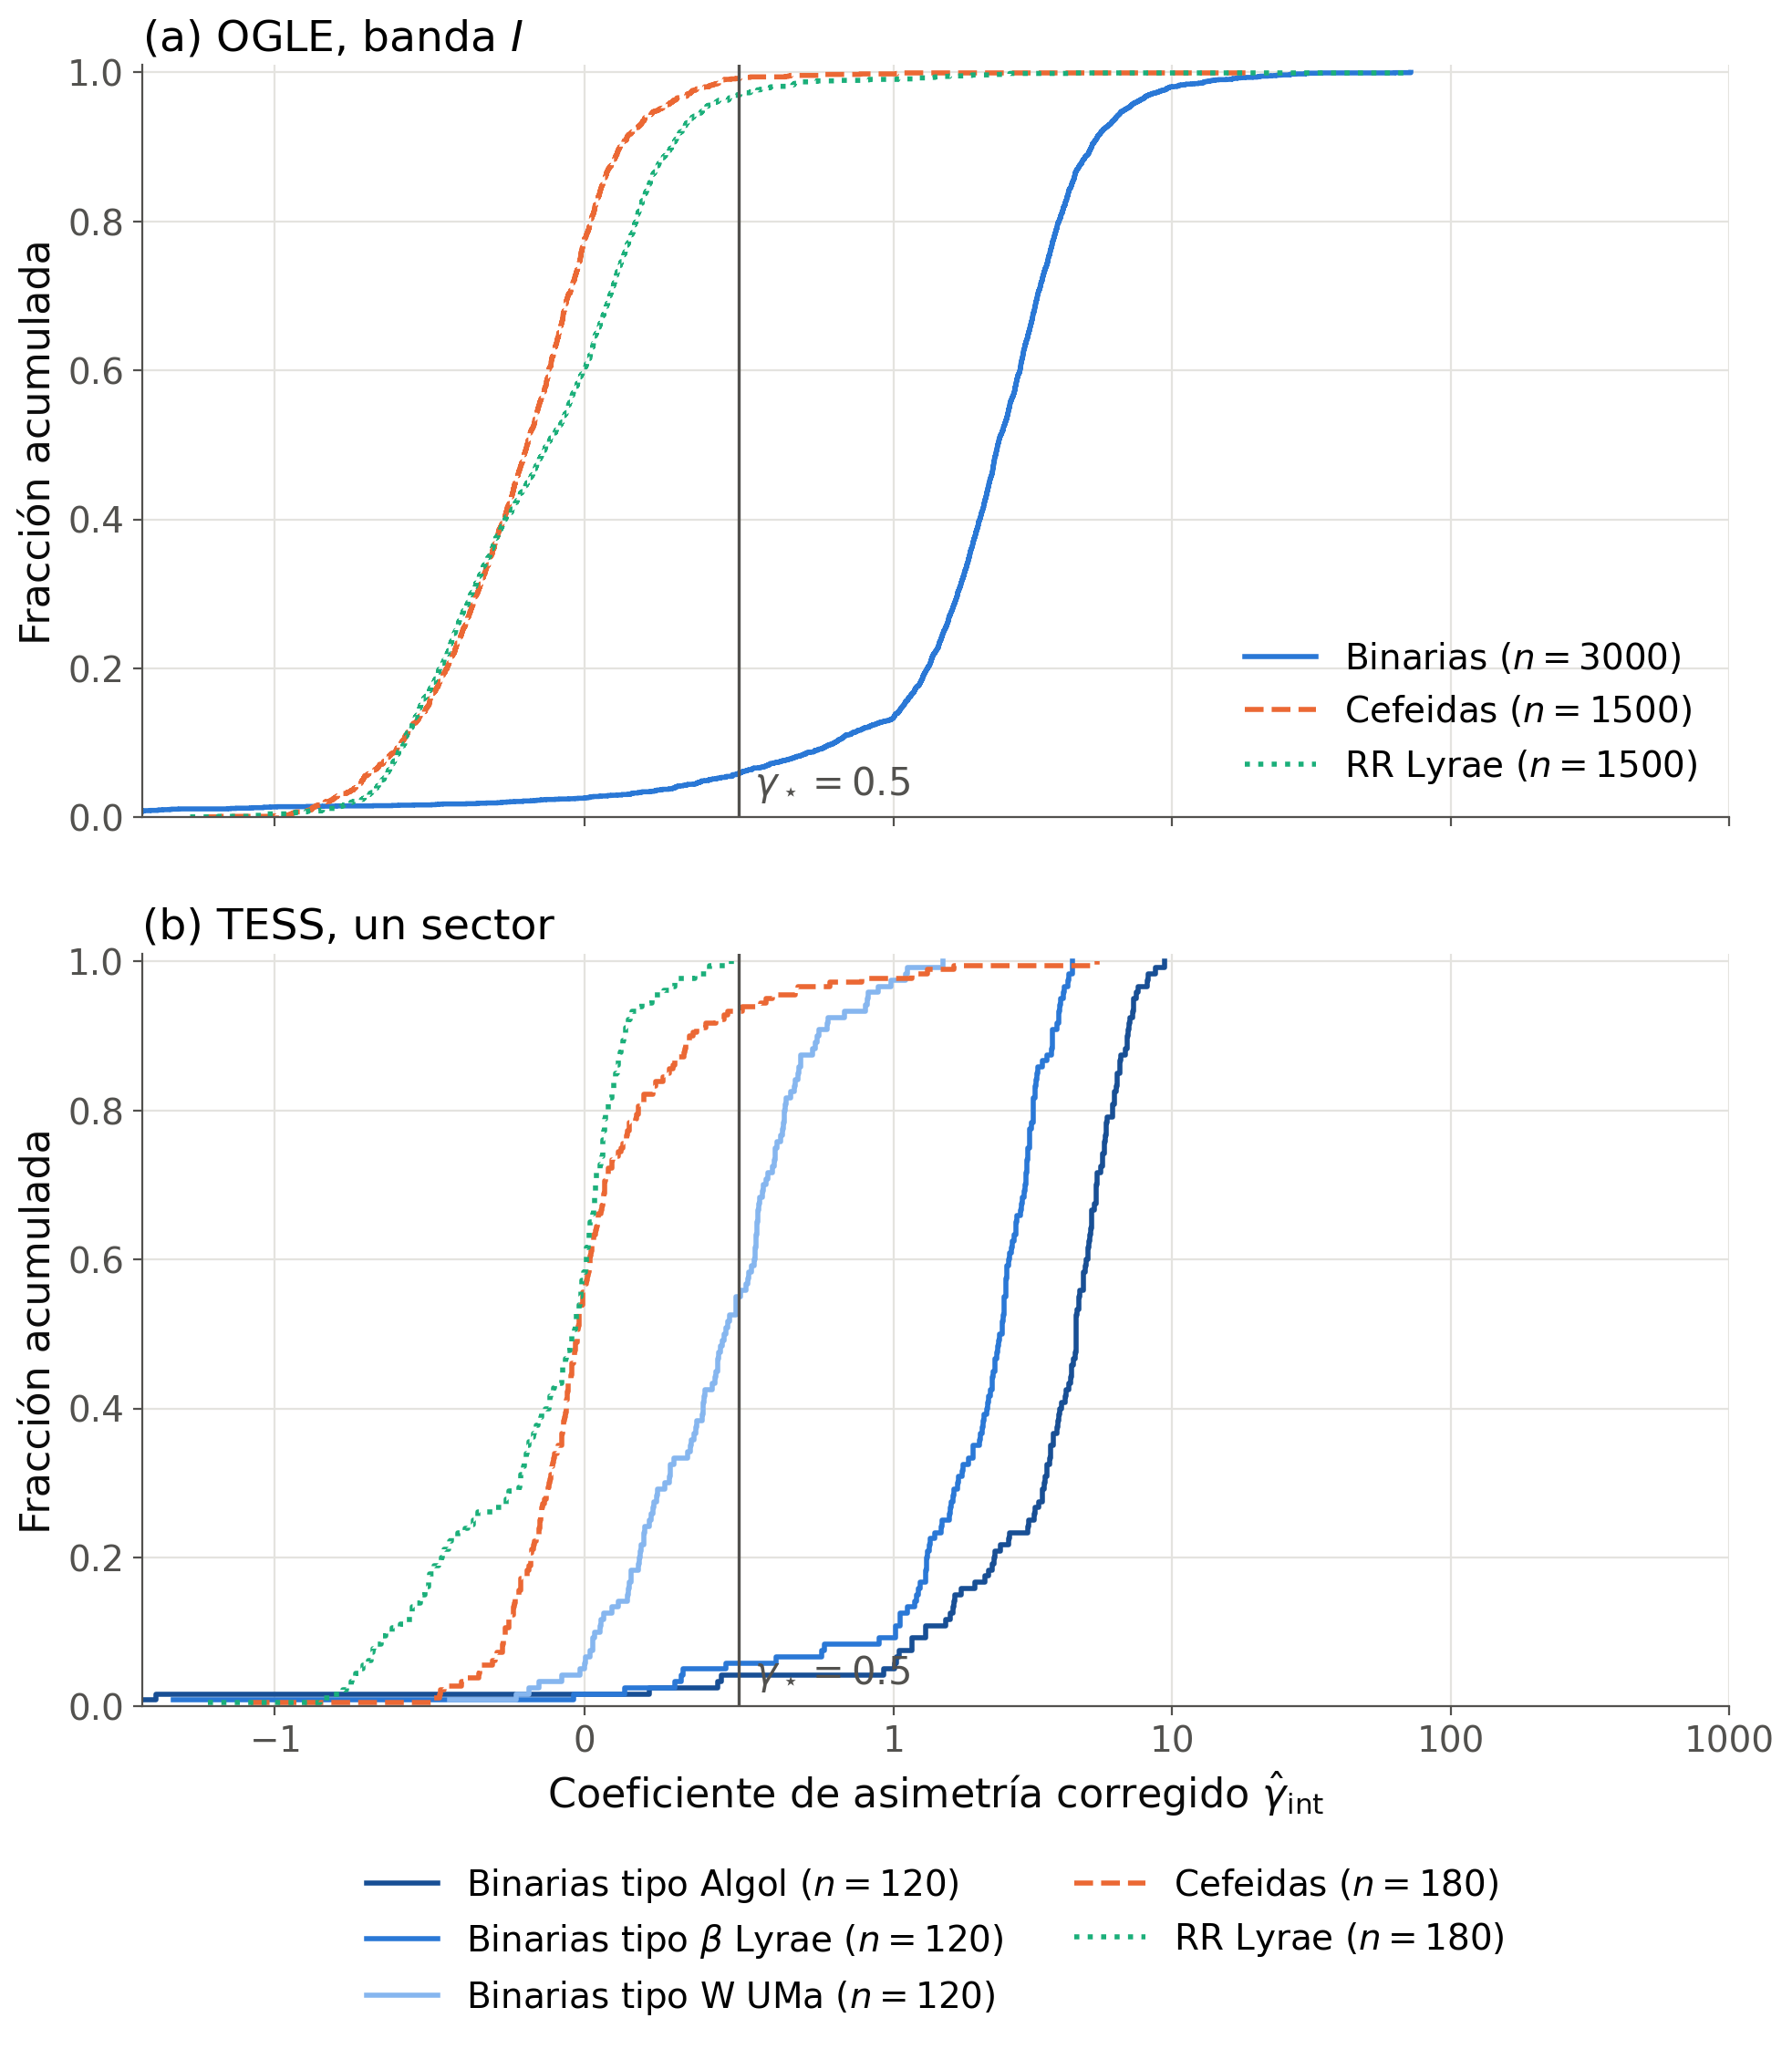 (a) OGLE, banda I
Fracción acumulada
1.0
0.8
0.6
0.4
0.2
0.0
γ⋆ = 0.5
Binarias (n = 3000)
Cefeidas (n = 1500)
RR Lyrae (n = 1500)
(b) TESS, un sector
Fracción acumulada
1.0
0.8
0.6
0.4
0.2
0.0
γ⋆ = 0.5
−1 0 1 10 100 1000
Coeficiente de asimetría corregido γ̂int
Binarias tipo Algol (n = 120)
Binarias tipo β Lyrae (n = 120)
Binarias tipo W UMa (n = 120)
Cefeidas (n = 180)
RR Lyrae (n = 180)